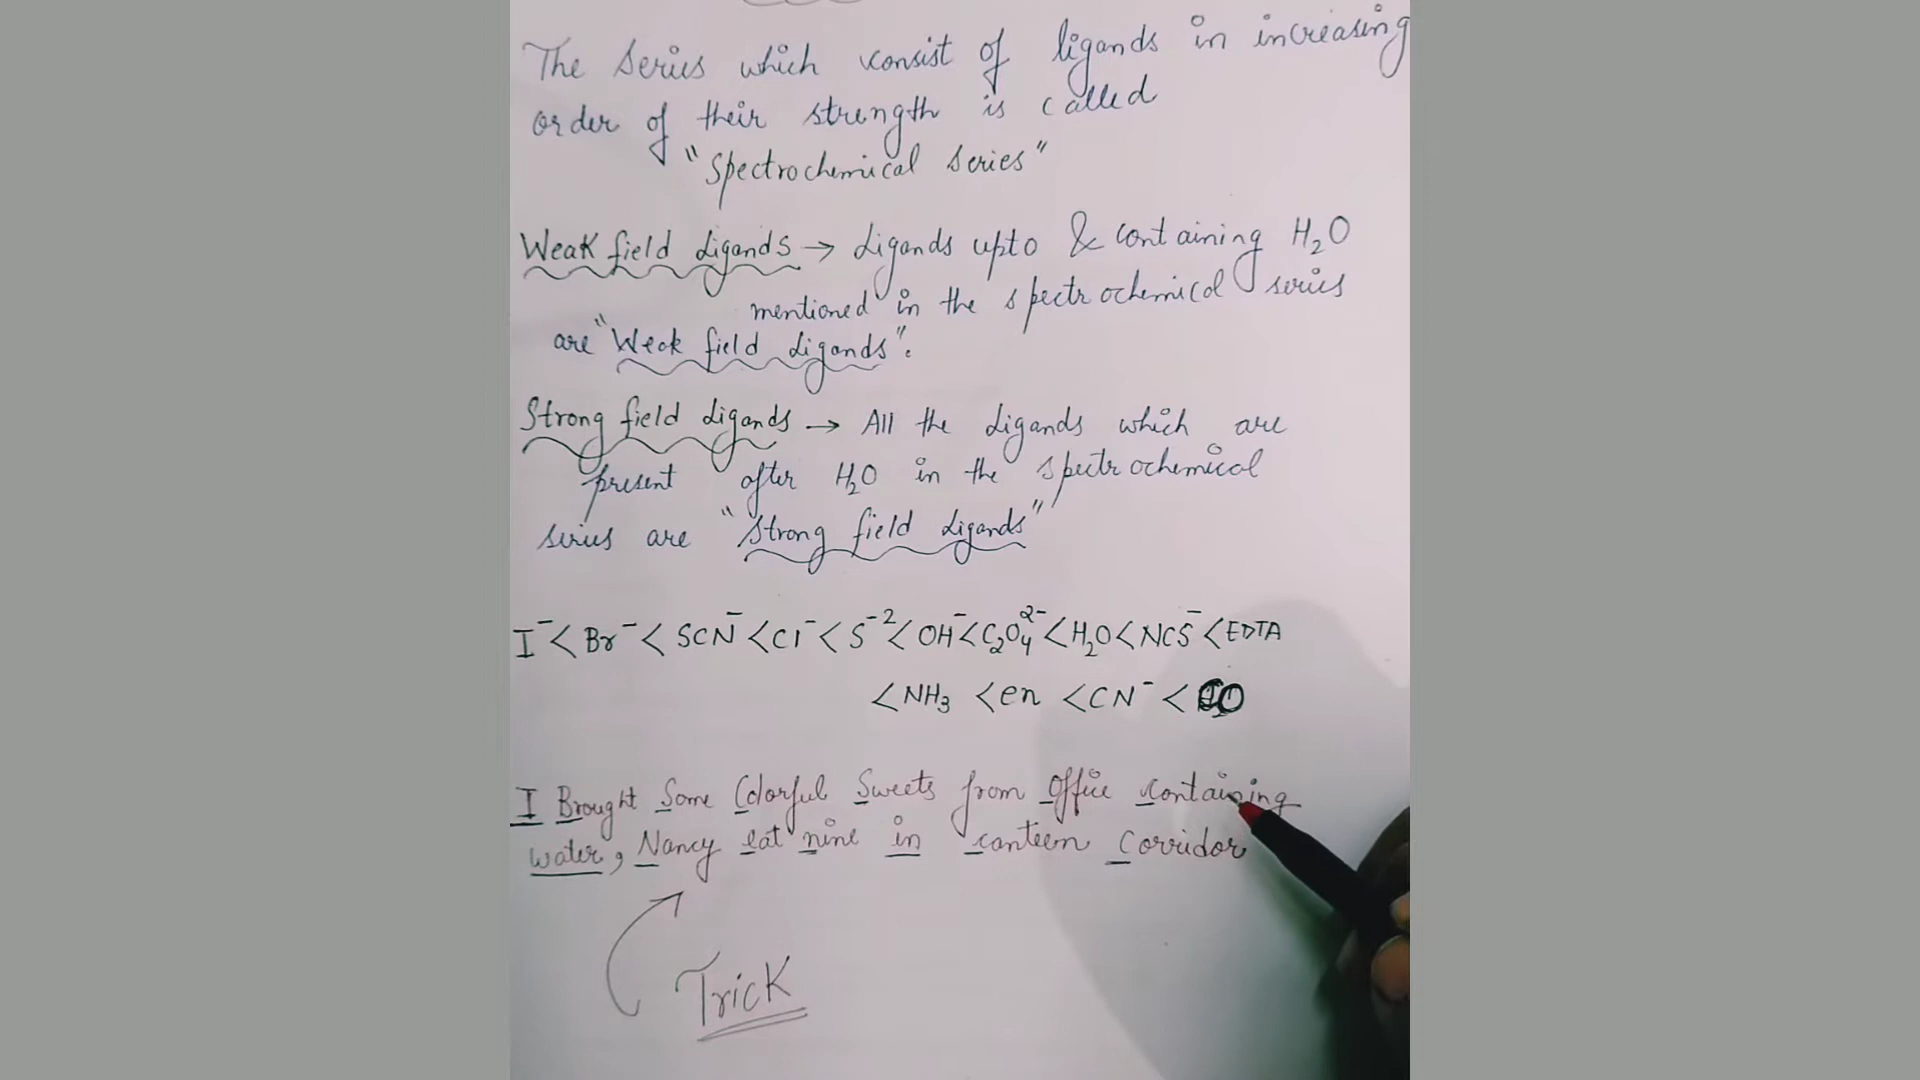 The series which consist of ligands in increasing
order of their strength is called
"Spectrochemical series"
Weak field Ligands → Ligands upto & containing H₂O
mentioned in the spectrochemical series
are "Weak field Ligands".
Strong field Ligands → All the Ligands which are
present after H₂O in the spectrochemical
series are "Strong field Ligands"
I⁻ < Br⁻ < SCN⁻ < Cl⁻ < S⁻² < OH⁻ < C₂O₄²⁻ < H₂O < NCS⁻ < EDTA
< NH₃ < en < CN⁻ < CO
I Brought Some Colorful Sweets from Office Containing
water, Nancy eat nine in canteen Corridor
Trick